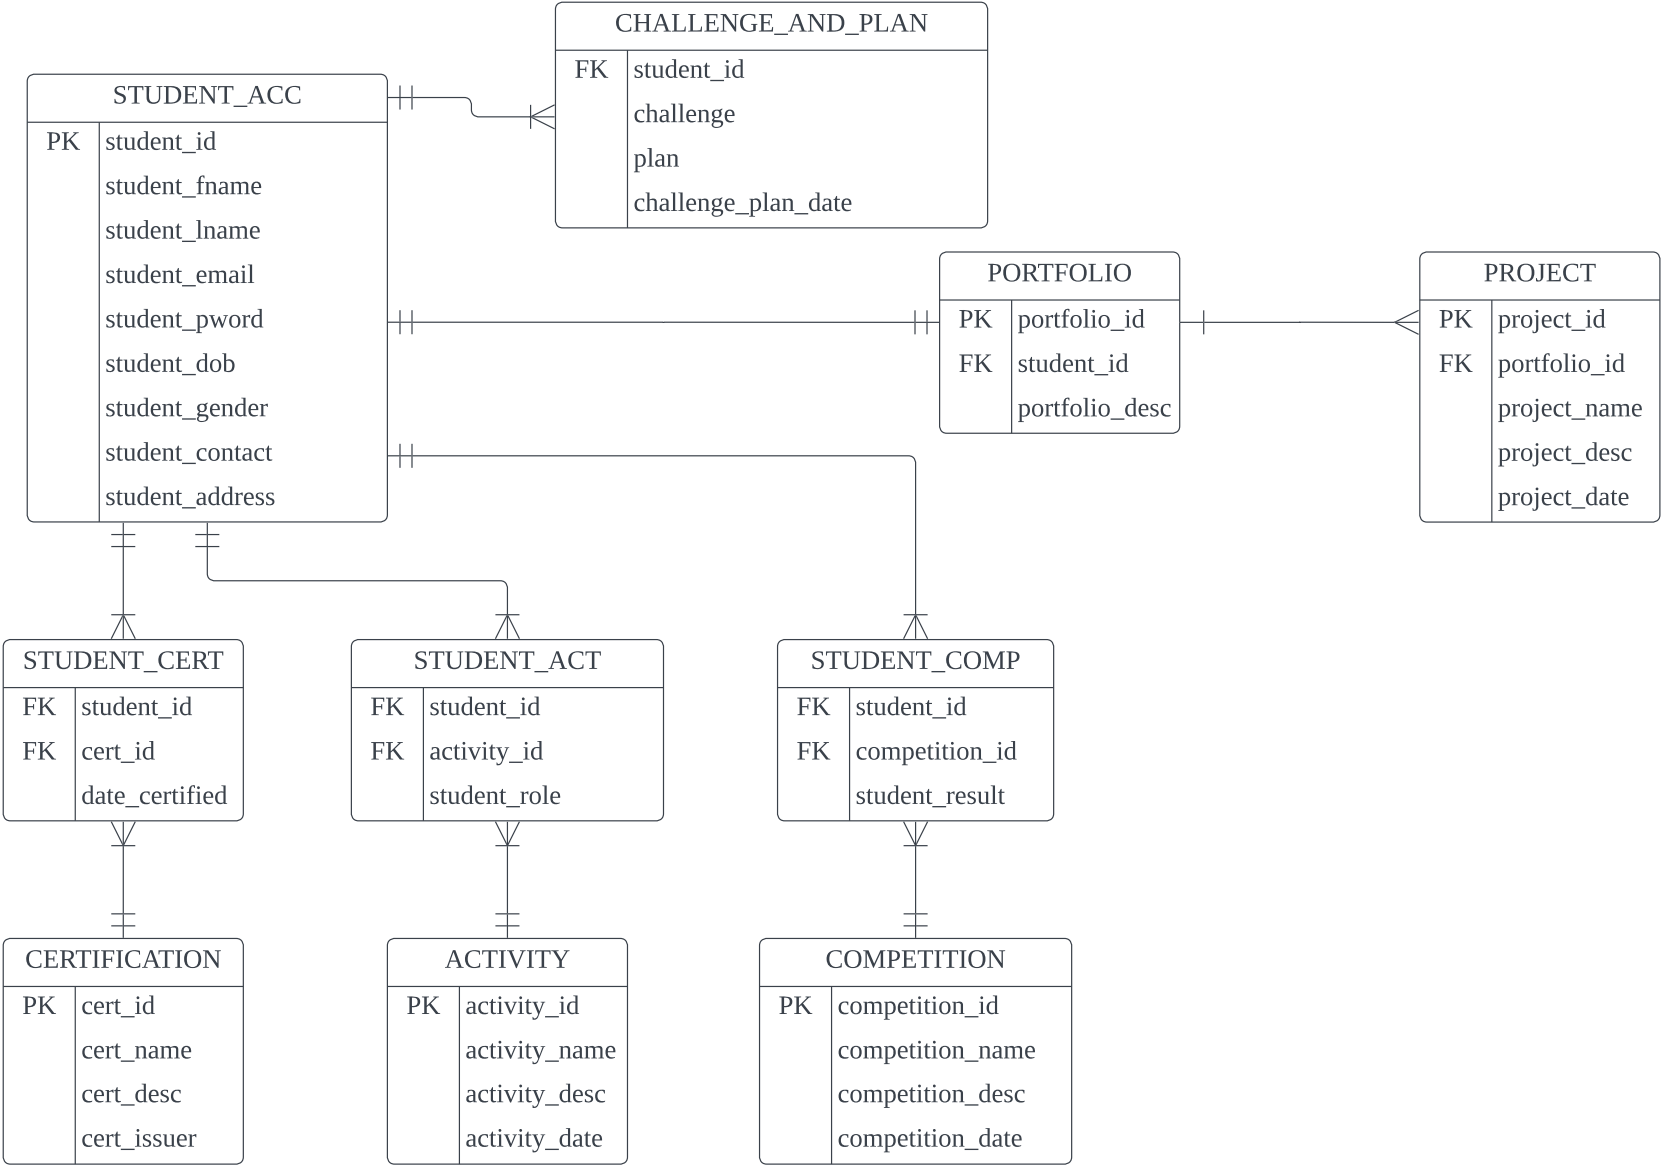 CHALLENGE_AND_PLAN
FK student_id
challenge
plan
challenge_plan_date
STUDENT_ACC
PK student_id
student_fname
student_lname
student_email
student_pword
student_dob
student_gender
student_contact
student_address
PORTFOLIO
PK portfolio_id
FK student_id
portfolio_desc
PROJECT
PK project_id
FK portfolio_id
project_name
project_desc
project_date
STUDENT_CERT
FK student_id
FK cert_id
date_certified
STUDENT_ACT
FK student_id
FK activity_id
student_role
STUDENT_COMP
FK student_id
FK competition_id
student_result
CERTIFICATION
PK cert_id
cert_name
cert_desc
cert_issuer
ACTIVITY
PK activity_id
activity_name
activity_desc
activity_date
COMPETITION
PK competition_id
competition_name
competition_desc
competition_date